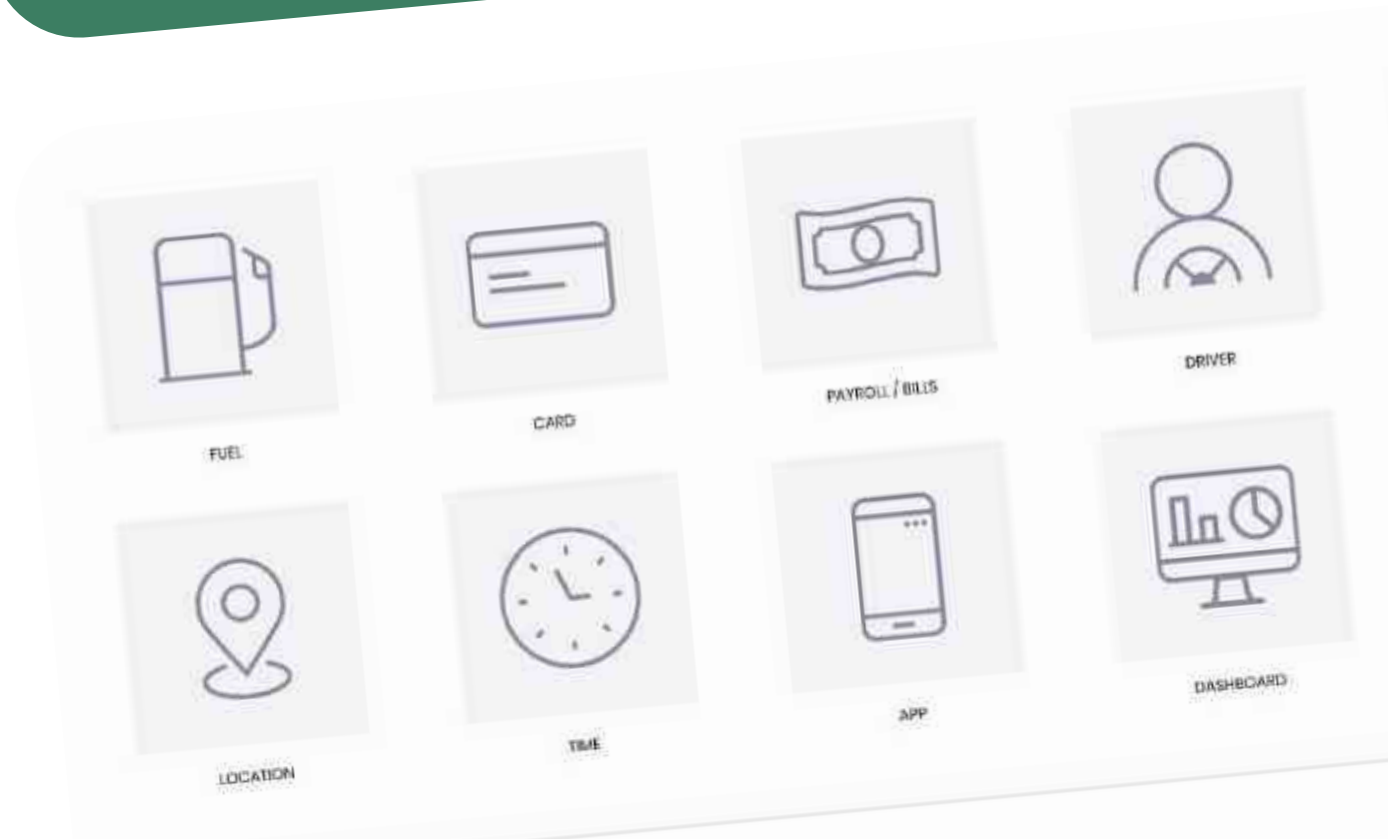 FUEL
CARD
PAYROLL / BILLS
DRIVER
LOCATION
TIME
APP
DASHBOARD